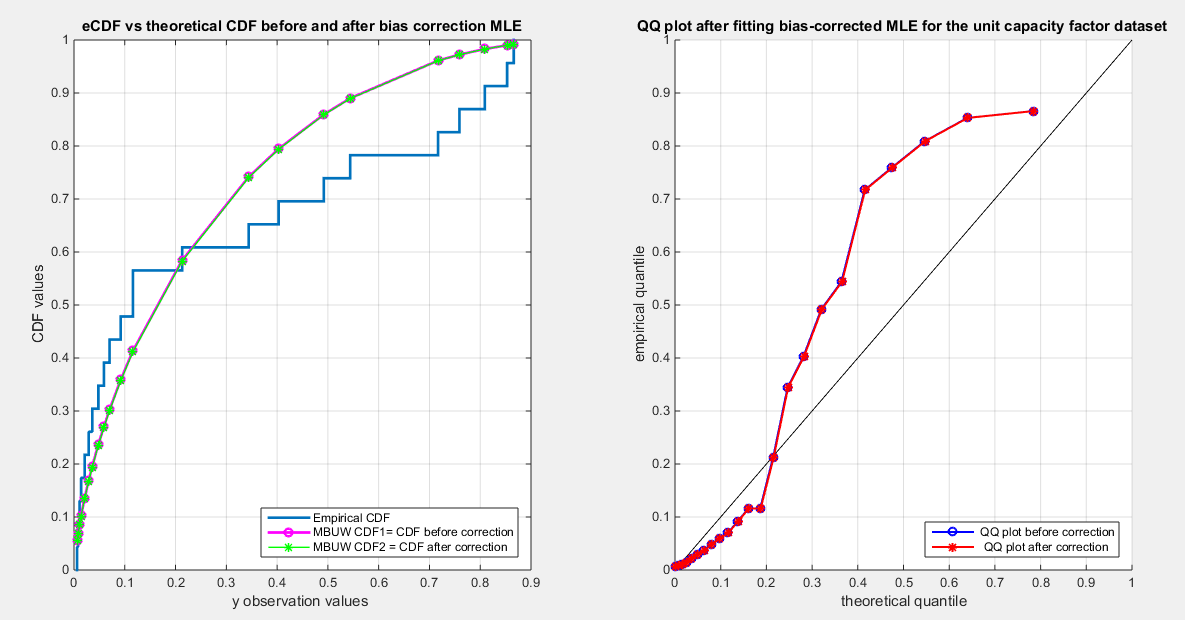 eCDF vs theoretical CDF before and after bias correction MLE
1
0.9
0.8
0.7
0.6
0.5
0.4
0.3
0.2
0.1
0
CDF values
0 0.1 0.2 0.3 0.4 0.5 0.6 0.7 0.8 0.9
y observation values
Empirical CDF
MBUW CDF1= CDF before correction
MBUW CDF2 = CDF after correction
QQ plot after fitting bias-corrected MLE for the unit capacity factor dataset
1
0.9
0.8
0.7
0.6
0.5
0.4
0.3
0.2
0.1
0
empirical quantile
0 0.1 0.2 0.3 0.4 0.5 0.6 0.7 0.8 0.9 1
theoretical quantile
QQ plot before correction
QQ plot after correction